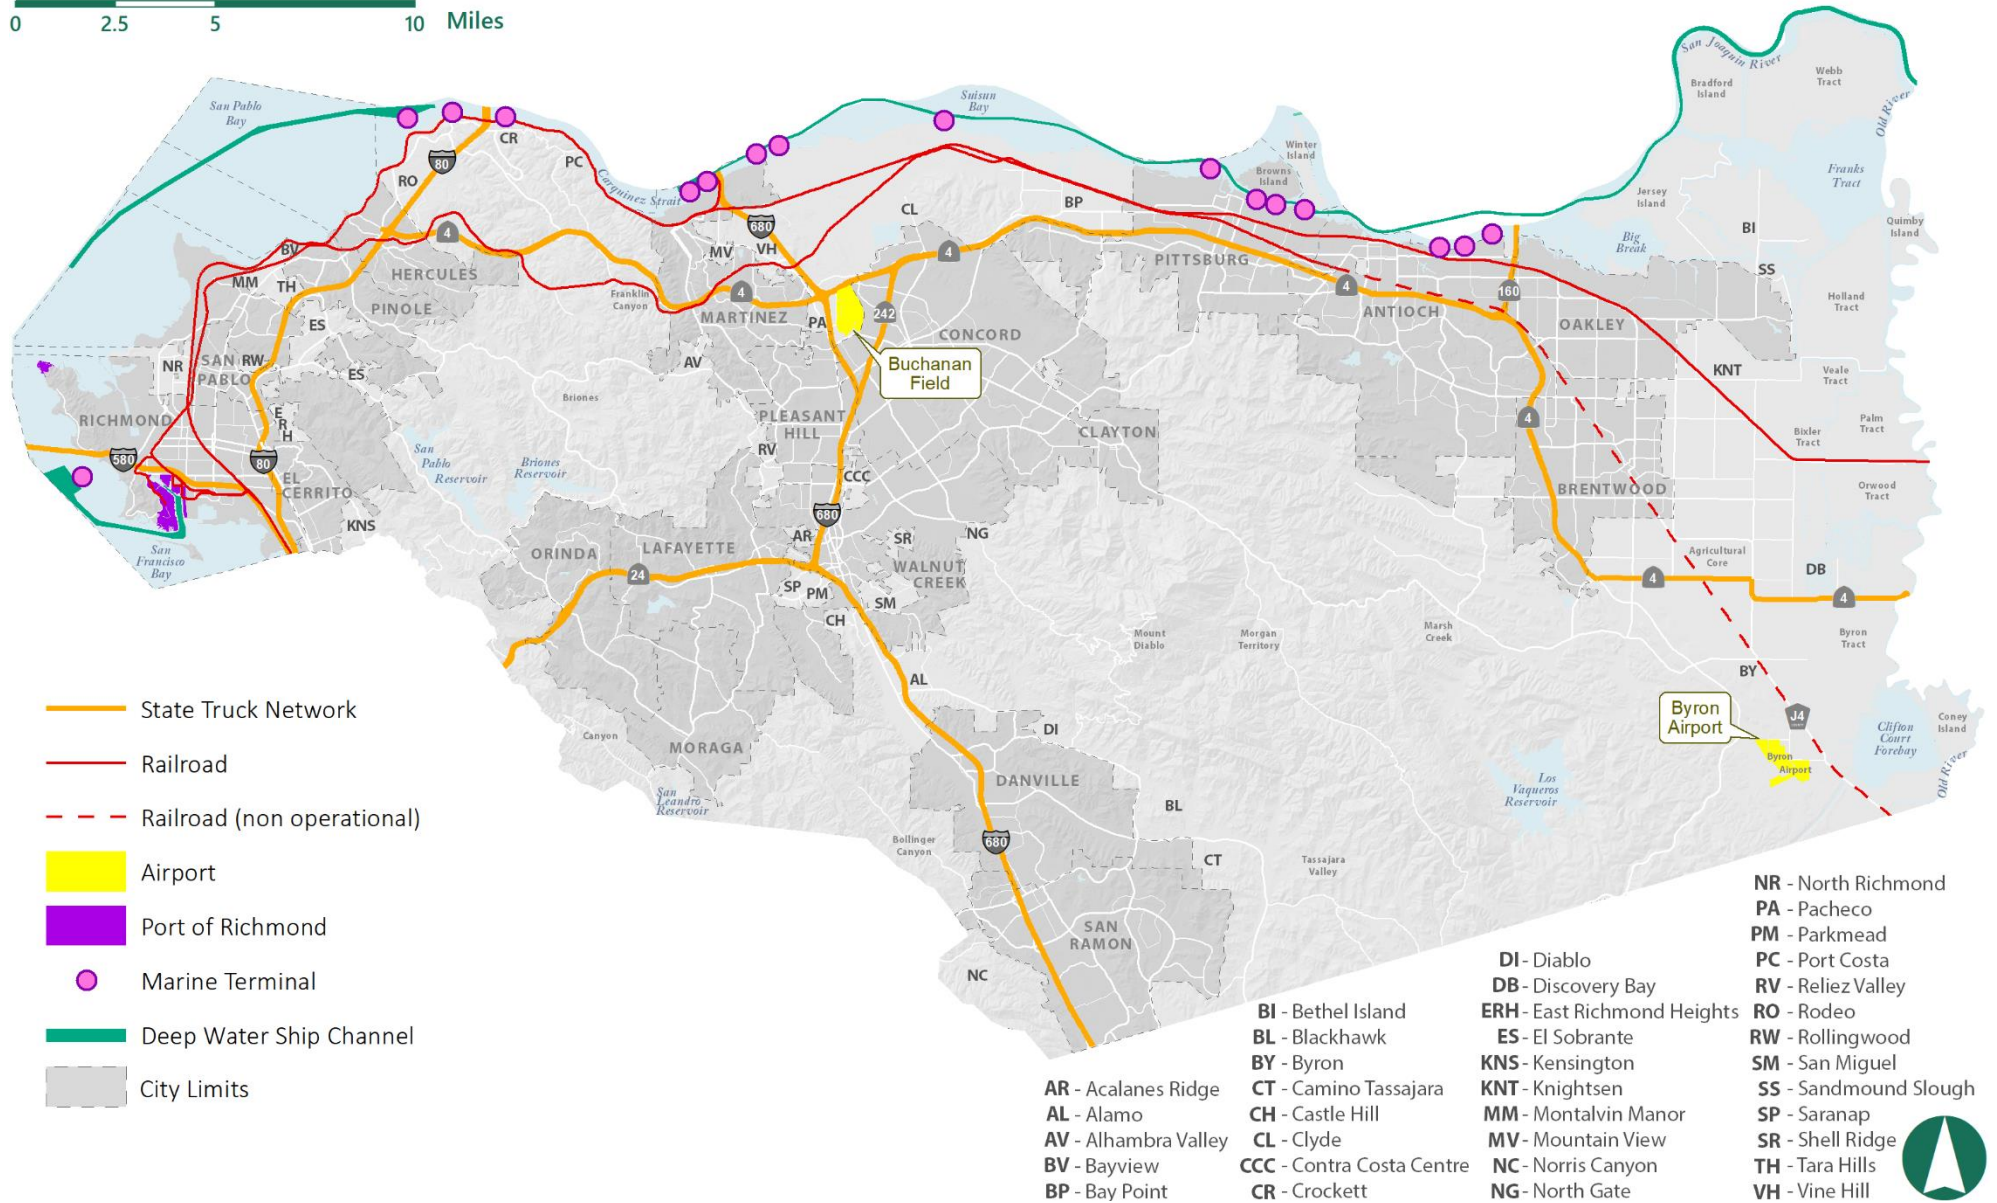 0 2.5 5 10 Miles
San Pablo
Bay
Suisun
Bay
San Joaquin River
Bradford
Island
Webb
Tract
Old River
Franks
Tract
Quimby
Island
Winter
Island
Browns
Island
Jersey
Island
Big
Break
BI
SS
Holland
Tract
CR
PC
80
RO
Carquinez Strait
680
CL
BP
4
BV
HERCULES
MM
TH
PINOLE
ES
Franklin
Canyon
MV
VH
4
MARTINEZ
PA
242
4
CONCORD
PITTSBURG
4
ANTIOCH
160
OAKLEY
KNT
Veale
Tract
NR
SAN
PABLO
RW
ES
AV
Buchanan
Field
Briones
RICHMOND
E
R
H
PLEASANT
HILL
CLAYTON
4
Palm
Tract
Bixler
Tract
580
80
EL
CERRITO
KNS
San
Pablo
Reservoir
Briones
Reservoir
RV
CCC
680
BRENTWOOD
Orwood
Tract
San
Francisco
Bay
ORINDA
LAFAYETTE
AR
SR
NG
WALNUT
CREEK
24
SP
PM
SM
CH
Agricultural
Core
DB
4
4
Mount
Diablo
Morgan
Territory
Marsh
Creek
Byron
Tract
AL
BY
Byron
Airport
J4
Byron
Airport
Clifton
Court
Forebay
Coney
Island
Old River
Canyon
MORAGA
San
Leandro
Reservoir
DI
DANVILLE
BL
Los
Vaqueros
Reservoir
Bollinger
Canyon
680
CT
Tassajara
Valley
SAN
RAMON
NC
State Truck Network
Railroad
Railroad (non operational)
Airport
Port of Richmond
Marine Terminal
Deep Water Ship Channel
City Limits
AR - Acalanes Ridge
AL - Alamo
AV - Alhambra Valley
BV - Bayview
BP - Bay Point
BI - Bethel Island
BL - Blackhawk
BY - Byron
CT - Camino Tassajara
CH - Castle Hill
CL - Clyde
CCC - Contra Costa Centre
CR - Crockett
DI - Diablo
DB - Discovery Bay
ERH - East Richmond Heights
ES - El Sobrante
KNS - Kensington
KNT - Knightsen
MM - Montalvin Manor
MV - Mountain View
NC - Norris Canyon
NG - North Gate
NR - North Richmond
PA - Pacheco
PM - Parkmead
PC - Port Costa
RV - Reliez Valley
RO - Rodeo
RW - Rollingwood
SM - San Miguel
SS - Sandmound Slough
SP - Saranap
SR - Shell Ridge
TH - Tara Hills
VH - Vine Hill